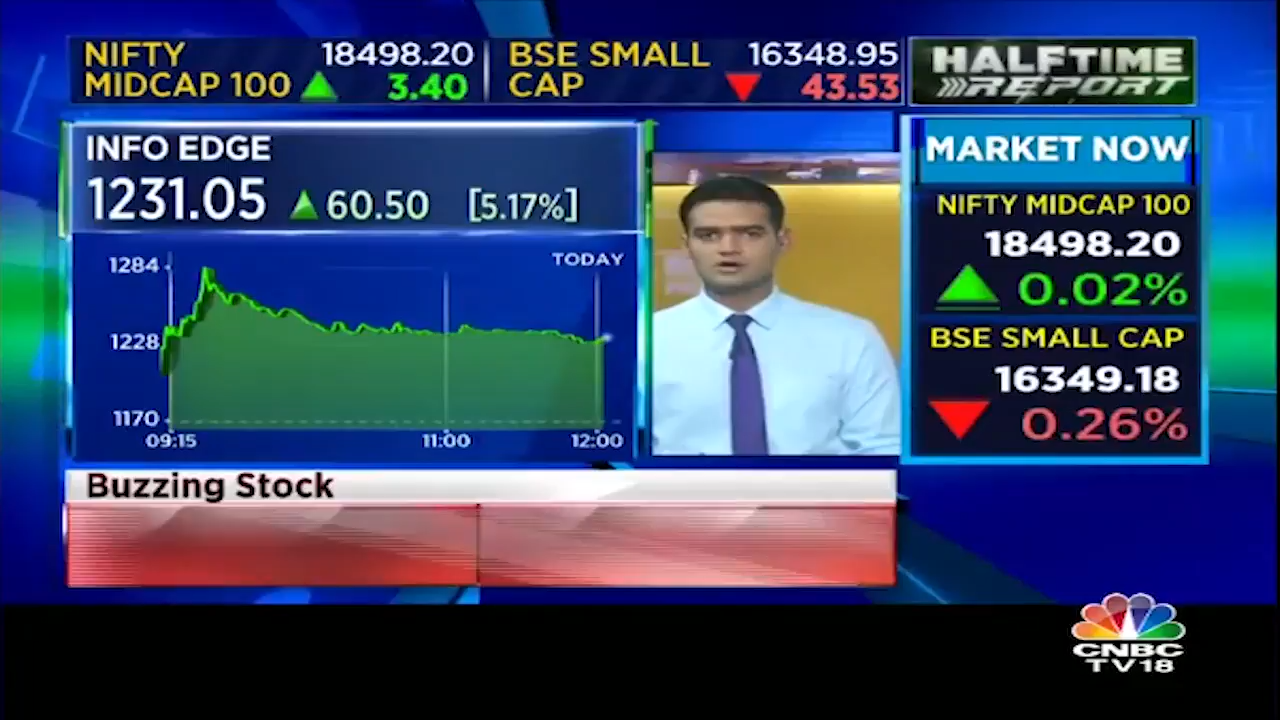 NIFTY 18498.20
MIDCAP 100 3.40
BSE SMALL 16348.95
CAP 43.53
HALFTIME
REPORT
INFO EDGE
1231.05 60.50 [5.17%]
TODAY
1284
1228
1170
09:15 11:00 12:00
MARKET NOW
NIFTY MIDCAP 100
18498.20
0.02%
BSE SMALL CAP
16349.18
0.26%
Buzzing Stock
CNBC
TV18